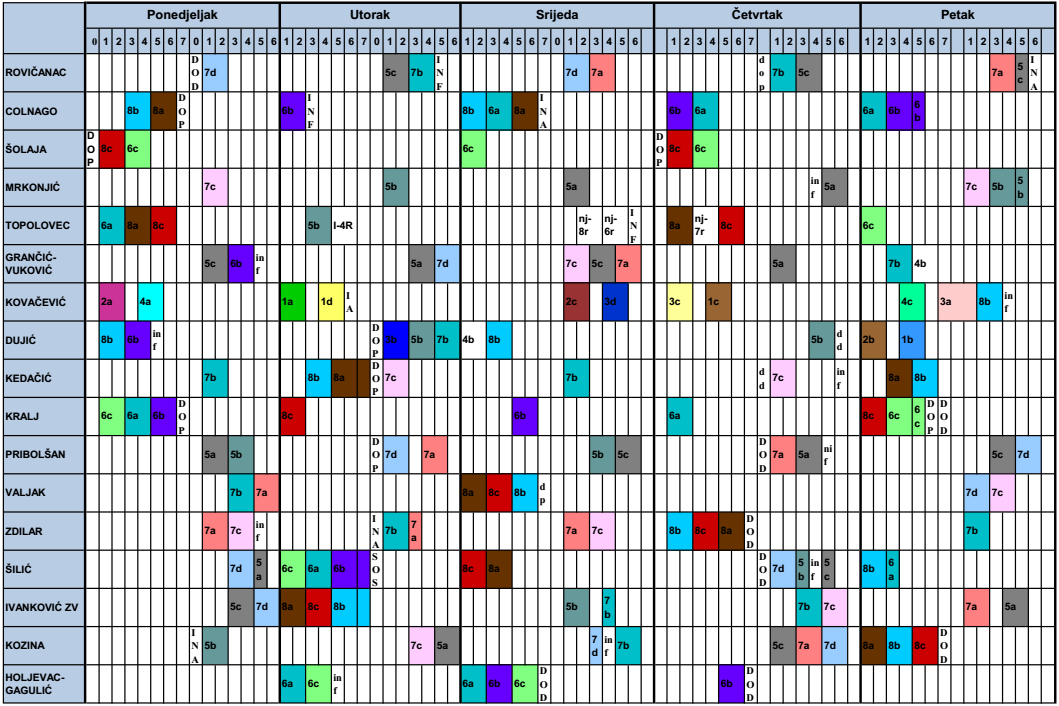 Ponedjeljak Utorak Srijeda Četvrtak Petak
0 1 2 3 4 5 6 7 0 1 2 3 4 5 6 1 2 3 4 5 6 7 0 1 2 3 4 5 6 1 2 3 4 5 6 7 0 1 2 3 4 5 6 1 2 3 4 5 6 7 1 2 3 4 5 6 1 2 3 4 5 6 7 1 2 3 4 5 6
ROVIČANAC DOD 7d 5c 7b INF 7d 7a dop 7b 5c 7a 5c INA
COLNAGO 8b 8a DOP 6b INF 8b 6a 8a INA 6b 6a 6a 6b 6b
ŠOLAJA DOP 8c 6c 6c DOP 8c 6c
MRKONJIĆ 7c 5b 5a inf 5a 7c 5b 5b
TOPOLOVEC 6a 8a 8c 5b I-4R nj-8r nj-6r INF 8a nj-7r 8c 6c
GRANČIĆ-VUKOVIĆ 5c 6b inf 5a 7d 7c 5c 7a 5a 7b 4b
KOVAČEVIĆ 2a 4a 1a 1d IA 2c 3d 3c 1c 4c 3a 8b inf
DUJIĆ 8b 6b inf DOP 3b 5b 7b 4b 8b 5b dd 2b 1b
KEDAČIĆ 7b 8b 8a DOP 7c 7b dd 7c inf 8a 8b
KRALJ 6c 6a 6b DOP 8c 6b 6a 8c 6c 6c DOP DOD
PRIBOLŠAN 5a 5b DOP 7d 7a 5b 5c DOD 7a 5a nif 5c 7d
VALJAK 7b 7a 8a 8c 8b dp 7d 7c
ZDILAR 7a 7c inf INA 7b 7a 7a 7c 8b 8c 8a DOD 7b
ŠILIĆ 7d 5a 6c 6a 6b SOS 8c 8a DOD 7d 5b inf 5c 8b 6a
IVANKOVIĆ ZV 5c 7d 8a 8c 8b 5b 7b 7b 7c 7a 5a
KOZINA INA 5b 7c 5a 7d inf 7b 5c 7a 7d 8a 8b 8c DOD
HOLJEVAC-GAGULIĆ 6a 6c inf 6a 6b 6c DOD 6b DOD